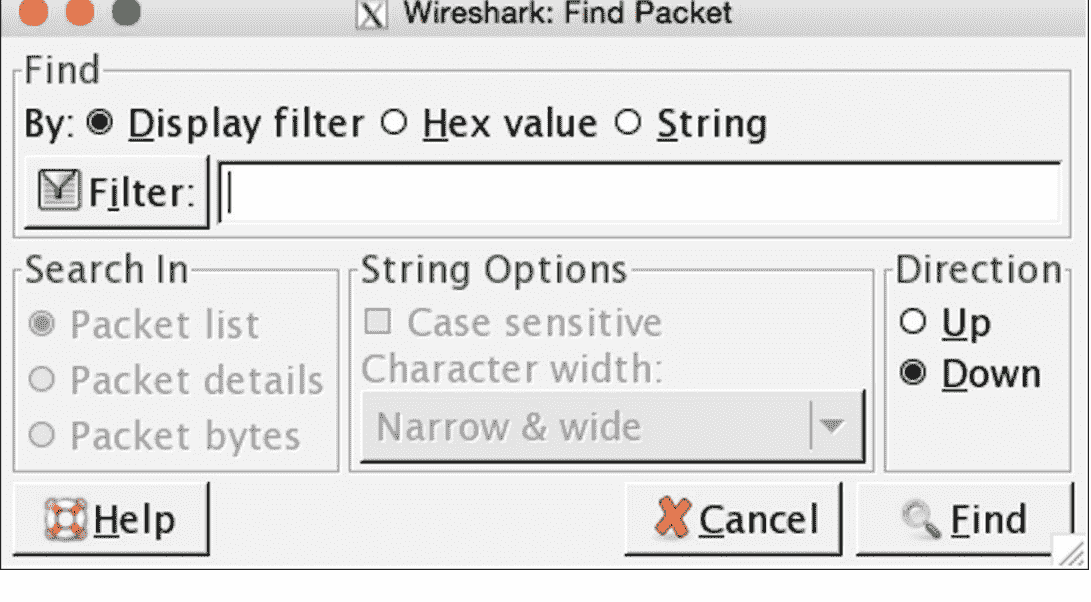 Wireshark: Find Packet
Find
By: Display filter Hex value String
Filter:
Search In
Packet list
Packet details
Packet bytes
String Options
Case sensitive
Character width:
Narrow & wide
Direction
Up
Down
Help
Cancel
Find